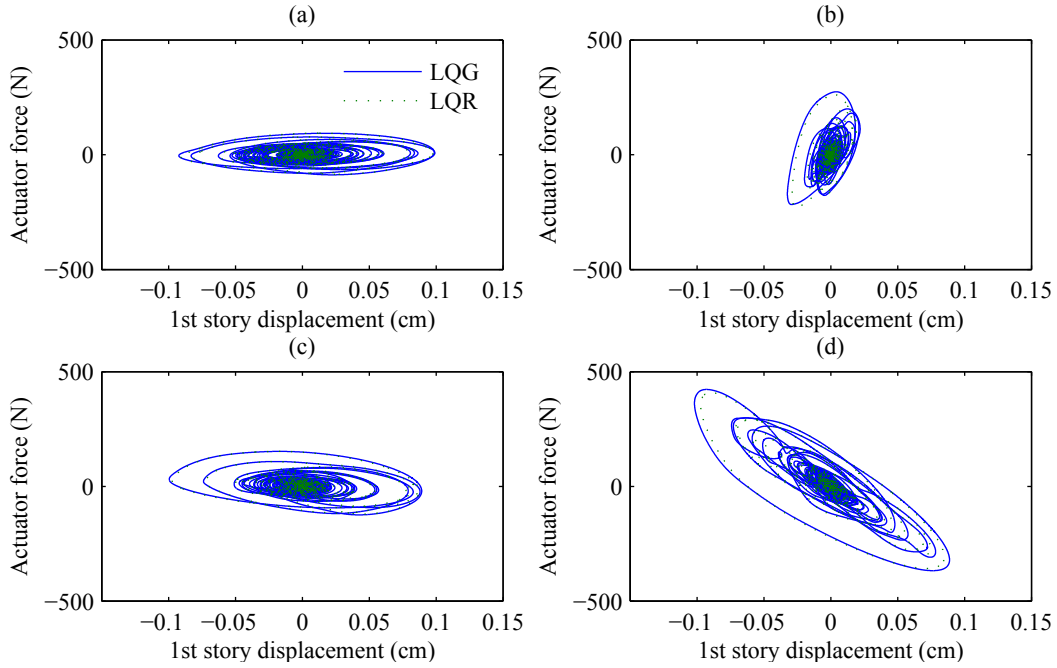 (a)
500
0
−500
Actuator force (N)
LQG
LQR
−0.1 −0.05 0 0.05 0.1 0.15
1st story displacement (cm)
(b)
500
0
−500
Actuator force (N)
−0.1 −0.05 0 0.05 0.1 0.15
1st story displacement (cm)
(c)
500
0
−500
Actuator force (N)
−0.1 −0.05 0 0.05 0.1 0.15
1st story displacement (cm)
(d)
500
0
−500
Actuator force (N)
−0.1 −0.05 0 0.05 0.1 0.15
1st story displacement (cm)